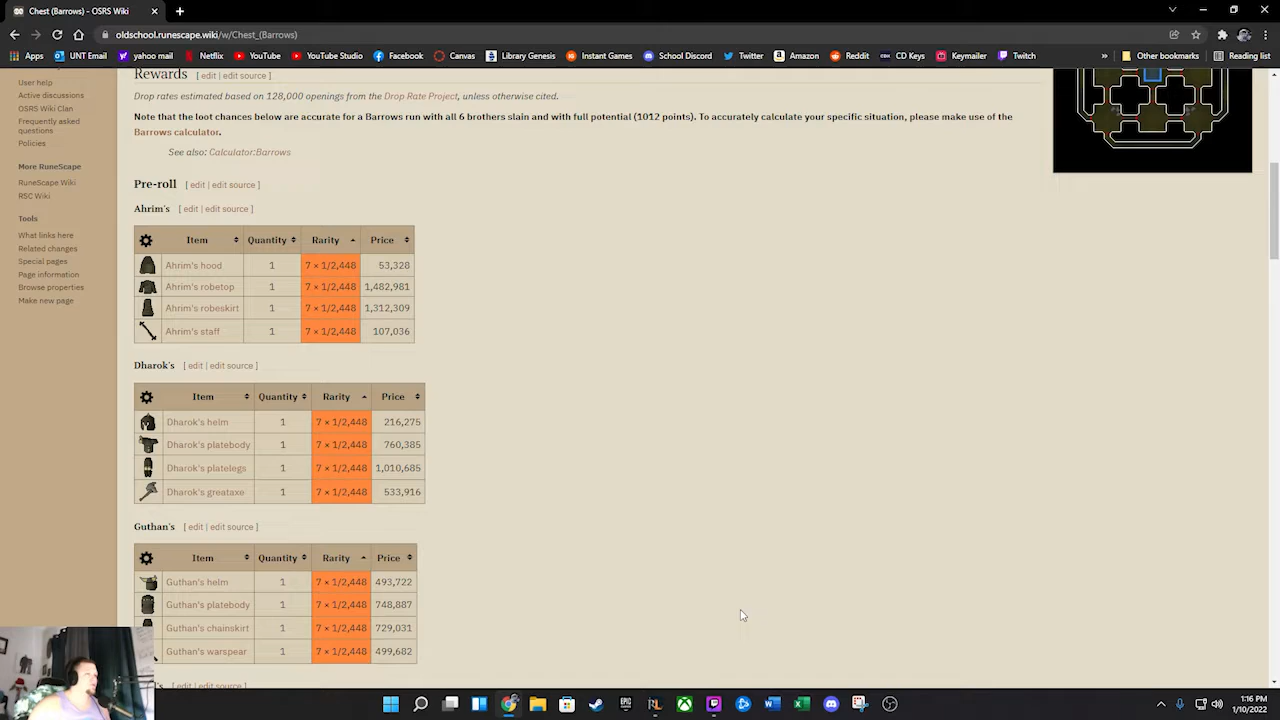 Chest (Barrows) - OSRS Wiki
oldschool.runescape.wiki/w/Chest_(Barrows)
Apps UNT Email yahoo mail Netflix YouTube YouTube Studio Facebook Canvas Library Genesis Instant Games School Discord Twitter Amazon Reddit CD Keys Keymailer Twitch » Other bookmarks Reading list
User help
Active discussions
OSRS Wiki Clan
Frequently asked
questions
Policies
More RuneScape
RuneScape Wiki
RSC Wiki
Tools
What links here
Related changes
Special pages
Page information
Browse properties
Make new page
Rewards [ edit | edit source ]
Drop rates estimated based on 128,000 openings from the Drop Rate Project, unless otherwise cited.
Note that the loot chances below are accurate for a Barrows run with all 6 brothers slain and with full potential (1012 points). To accurately calculate your specific situation, please make use of the
Barrows calculator.
See also: Calculator:Barrows
Pre-roll [ edit | edit source ]
Ahrim's [ edit | edit source ]
Item Quantity Rarity Price
Ahrim's hood 1 7 × 1/2,448 53,328
Ahrim's robetop 1 7 × 1/2,448 1,482,981
Ahrim's robeskirt 1 7 × 1/2,448 1,312,309
Ahrim's staff 1 7 × 1/2,448 107,036
Dharok's [ edit | edit source ]
Item Quantity Rarity Price
Dharok's helm 1 7 × 1/2,448 216,275
Dharok's platebody 1 7 × 1/2,448 760,385
Dharok's platelegs 1 7 × 1/2,448 1,010,685
Dharok's greataxe 1 7 × 1/2,448 533,916
Guthan's [ edit | edit source ]
Item Quantity Rarity Price
Guthan's helm 1 7 × 1/2,448 493,722
Guthan's platebody 1 7 × 1/2,448 748,887
Guthan's chainskirt 1 7 × 1/2,448 729,031
Guthan's warspear 1 7 × 1/2,448 499,682
[ edit | edit source ]
1:16 PM
1/10/2022